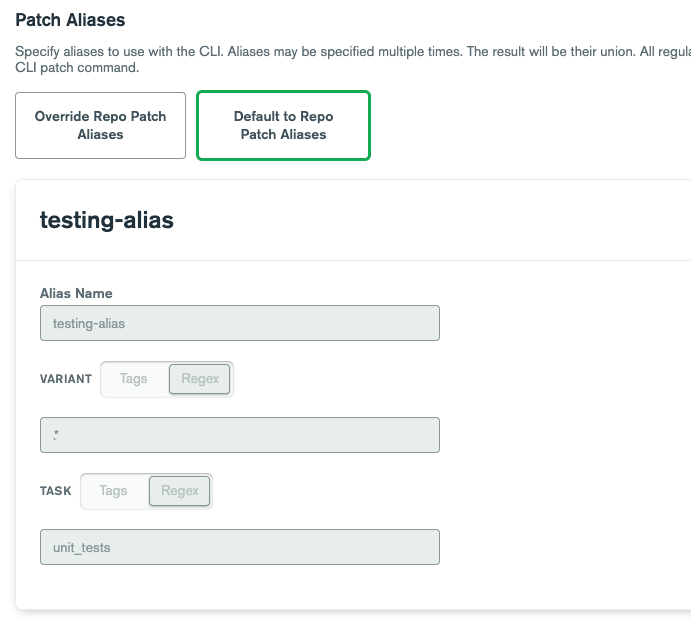 Patch Aliases
Specify aliases to use with the CLI. Aliases may be specified multiple times. The result will be their union. All regula
CLI patch command.
Override Repo Patch
Aliases
Default to Repo
Patch Aliases
testing-alias
Alias Name
testing-alias
VARIANT Tags Regex
.*
TASK Tags Regex
unit_tests